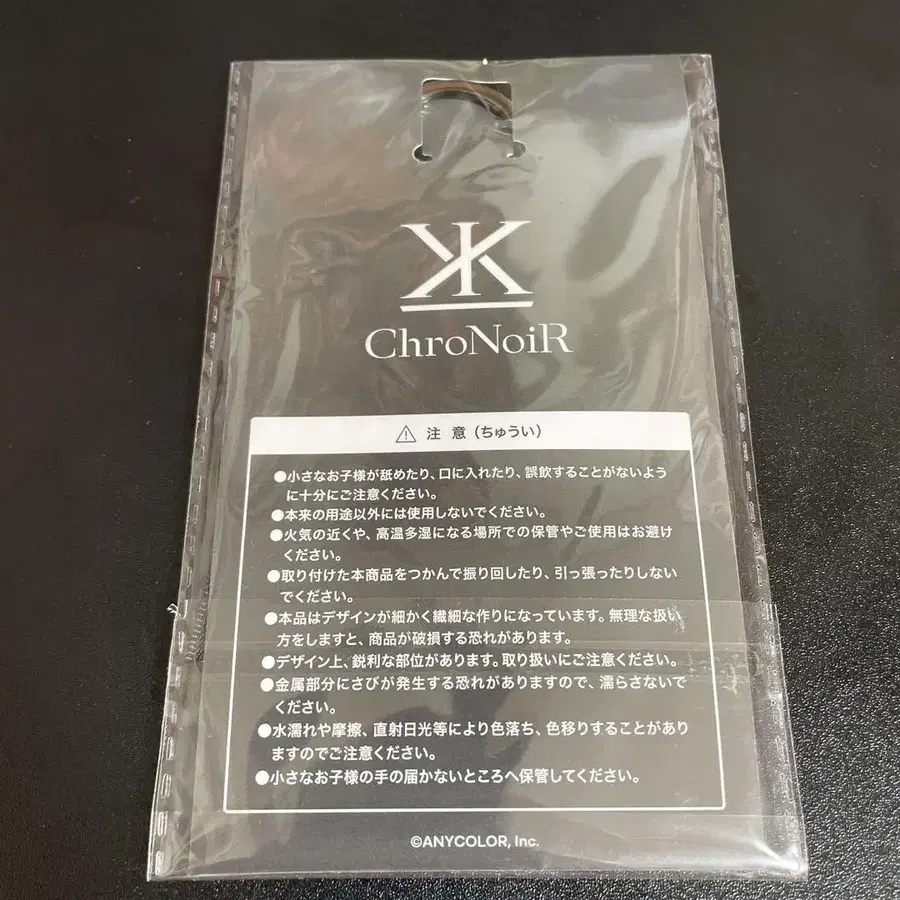 ChroNoiR
⚠ 注意(ちゅうい)
●小さなお子様が舐めたり、口に入れたり、誤飲することがないよう
に十分にご注意ください。
●本来の用途以外には使用しないでください。
●火気の近くや、高温多湿になる場所での保管やご使用はお避け
ください。
●取り付けた本商品をつかんで振り回したり、引っ張ったりしない
でください。
●本品はデザインが細かく繊細な作りになっています。無理な扱い
方をしますと、商品が破損する恐れがあります。
●デザイン上、鋭利な部位があります。取り扱いにご注意ください。
●金属部分にさびが発生する恐れがありますので、濡らさないで
ください。
●水濡れや摩擦、直射日光等により色落ち、色移りすることがあり
ますのでご注意ください。
●小さなお子様の手の届かないところへ保管してください。
©ANYCOLOR, Inc.